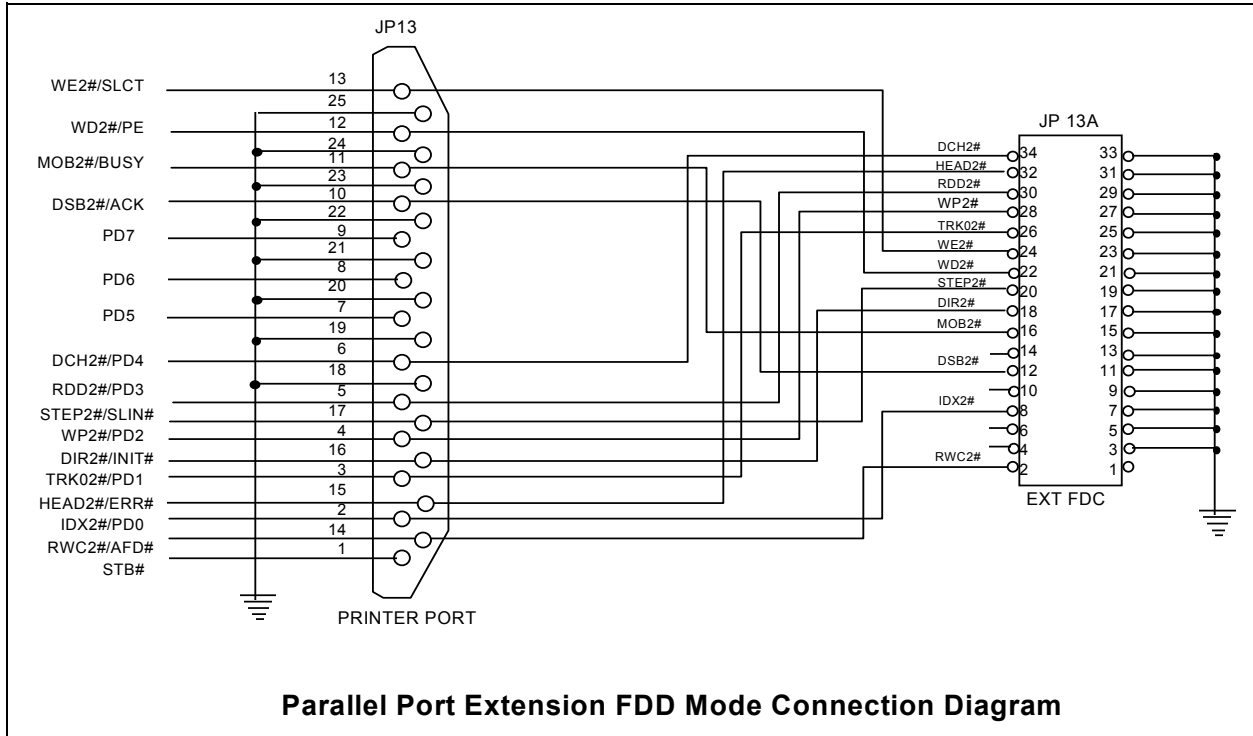 JP13
WE2#/SLCT
13
25
WD2#/PE
12
24
MOB2#/BUSY
11
23
DSB2#/ACK
10
22
PD7
9
21
PD6
8
20
PD5
7
19
DCH2#/PD4
6
18
RDD2#/PD3
5
STEP2#/SLIN#
17
WP2#/PD2
4
DIR2#/INIT#
16
TRK02#/PD1
3
HEAD2#/ERR#
15
IDX2#/PD0
2
RWC2#/AFD#
14
STB#
1
PRINTER PORT
JP 13A
DCH2# 34 33
HEAD2# 32 31
RDD2# 30 29
WP2# 28 27
TRK02# 26 25
WE2# 24 23
WD2# 22 21
STEP2# 20 19
DIR2# 18 17
MOB2# 16 15
14 13
DSB2# 12 11
10 9
IDX2# 8 7
6 5
4 3
RWC2# 2 1
EXT FDC
Parallel Port Extension FDD Mode Connection Diagram